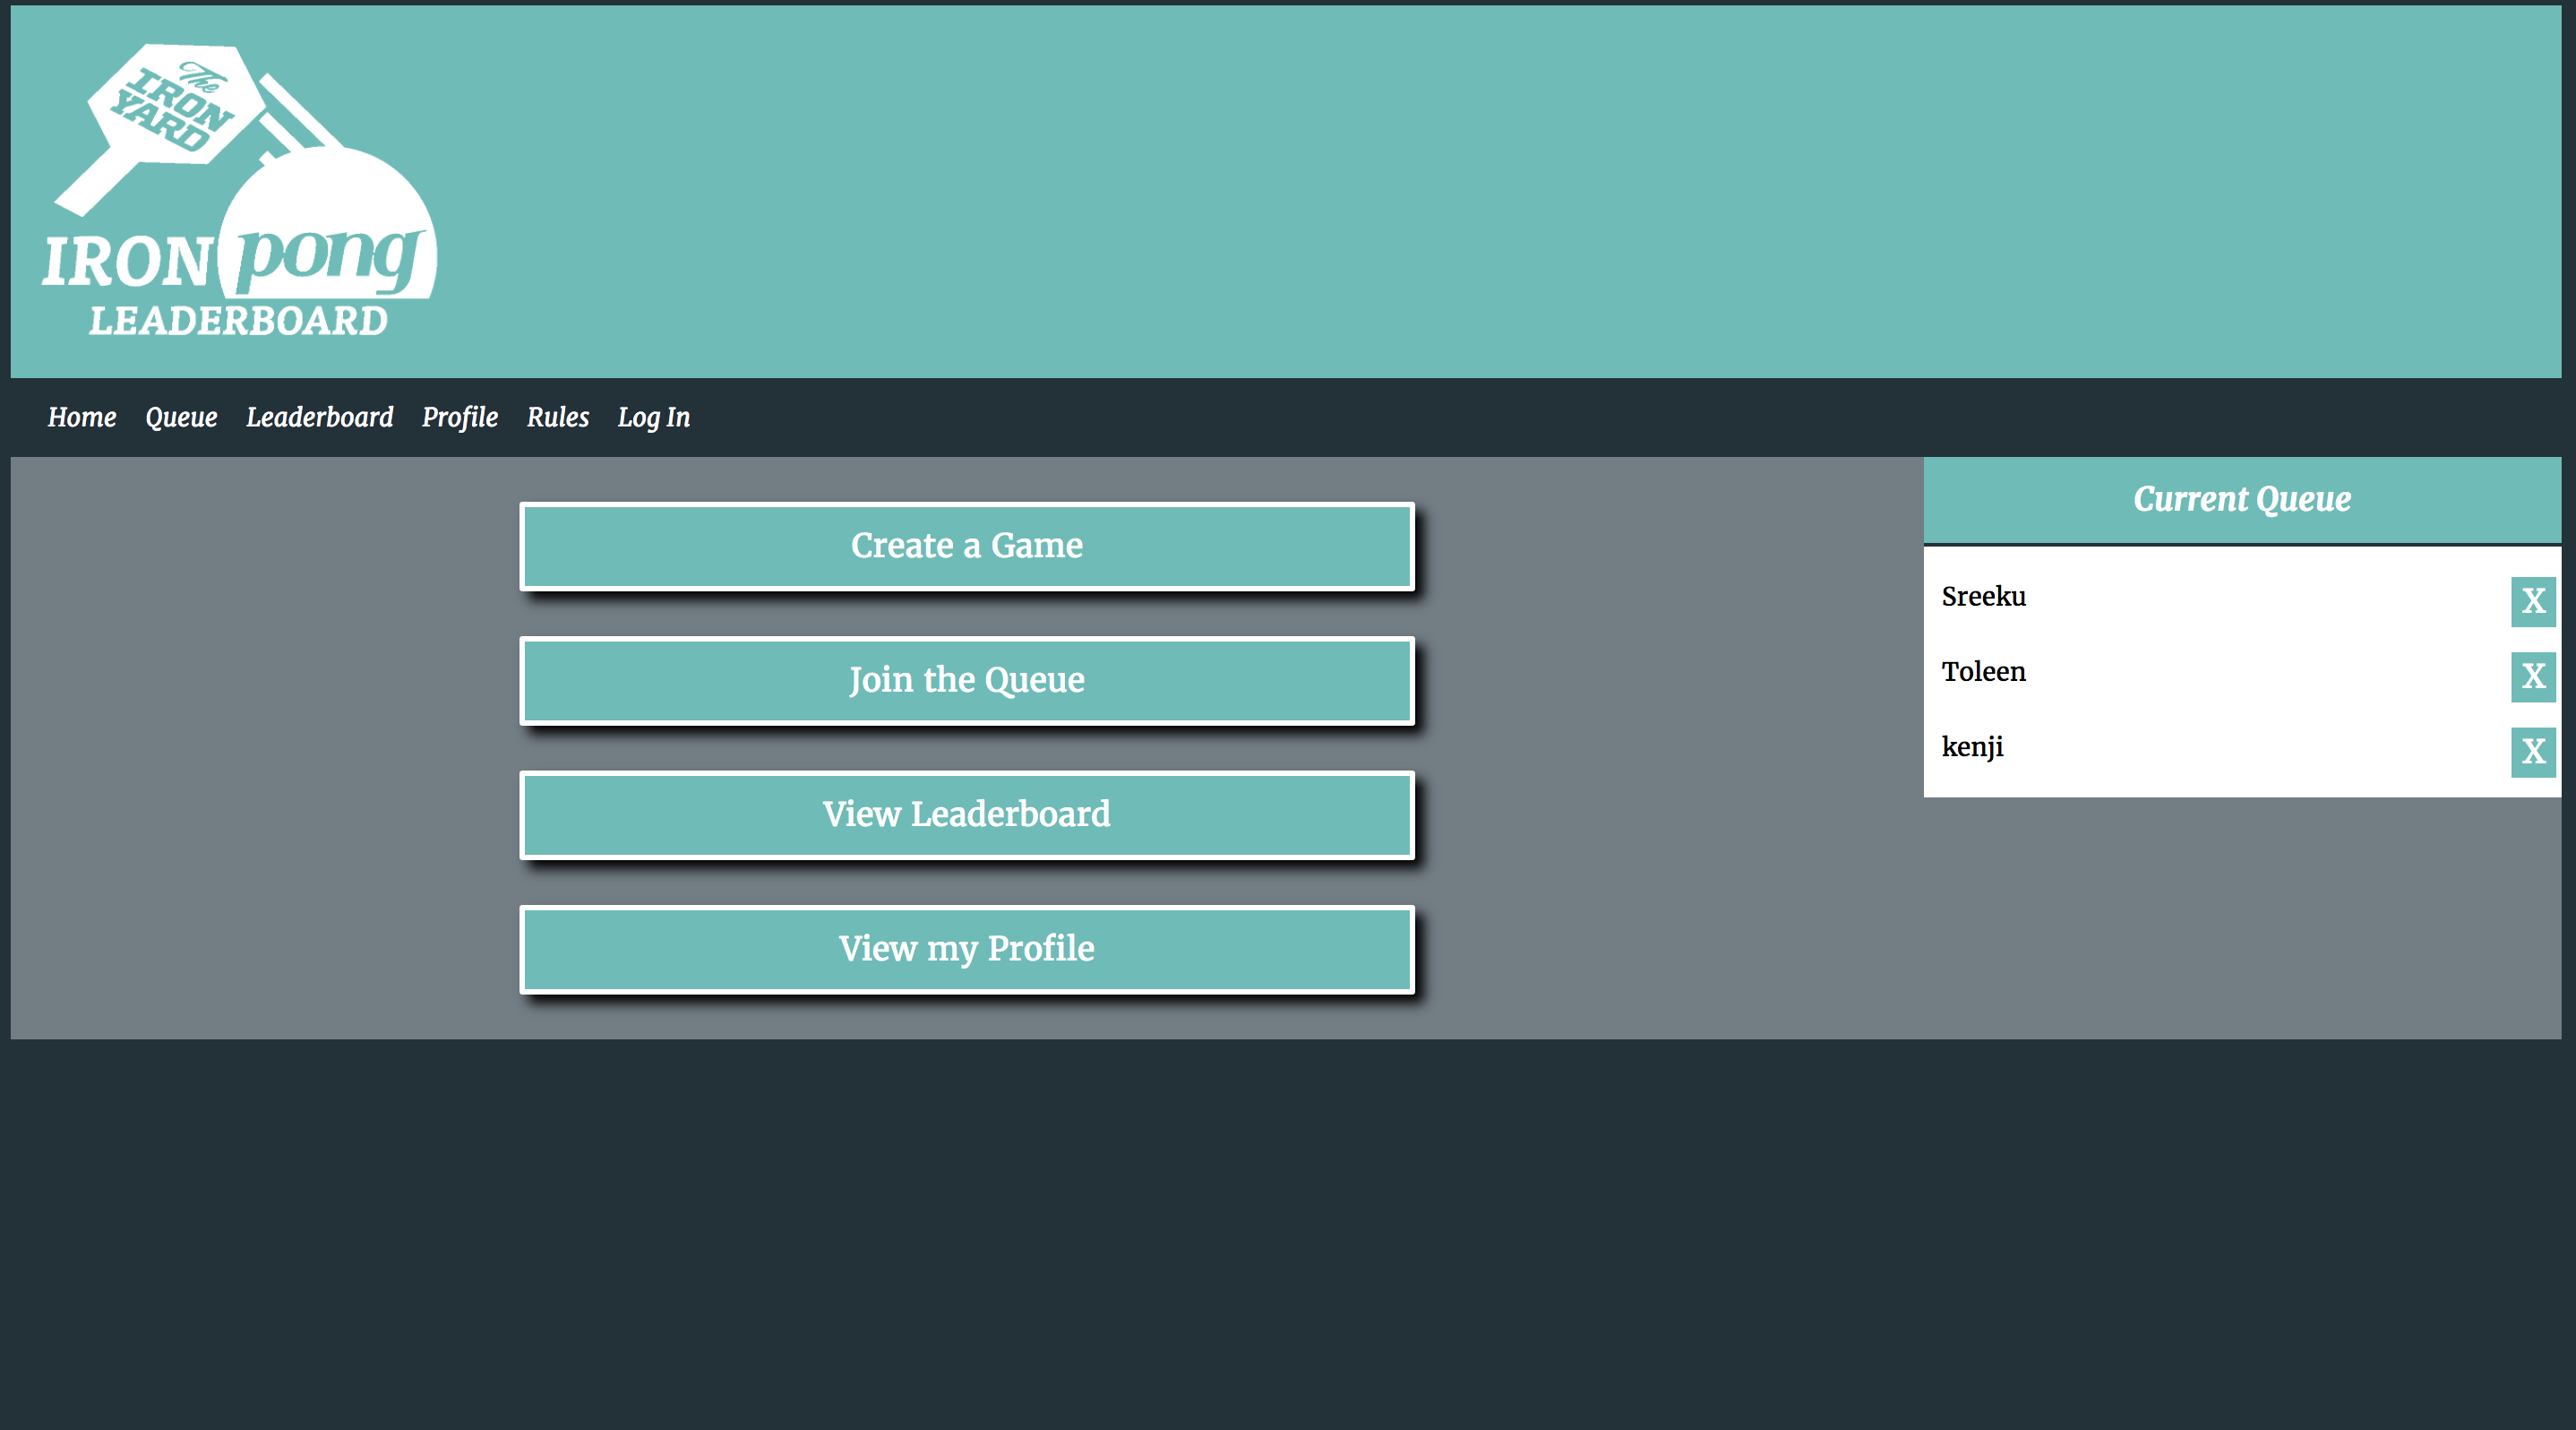 The
IRON
YARD
IRON pong
LEADERBOARD
Home Queue Leaderboard Profile Rules Log In
Create a Game
Join the Queue
View Leaderboard
View my Profile
Current Queue
Sreeku X
Toleen X
kenji X